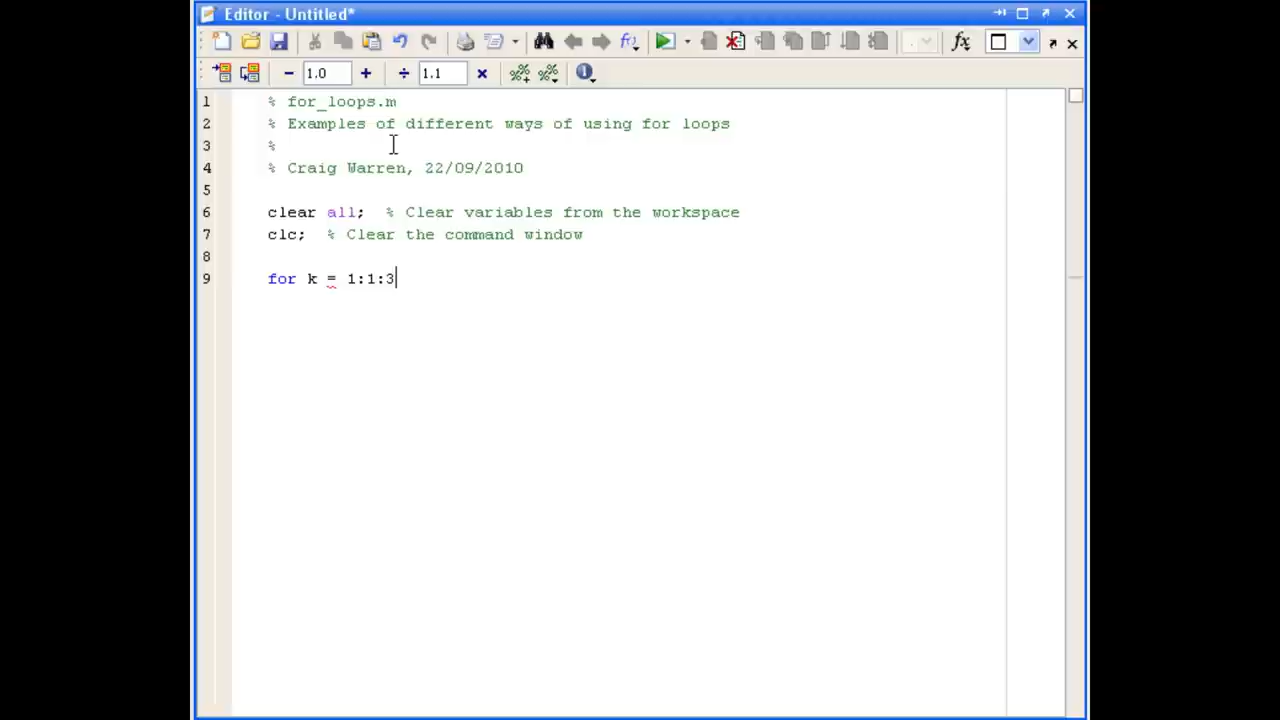 Editor - Untitled*
1.0
1.1
1 % for_loops.m
2 % Examples of different ways of using for loops
3 %
4 % Craig Warren, 22/09/2010
5
6 clear all; % Clear variables from the workspace
7 clc; % Clear the command window
8
9 for k = 1:1:3